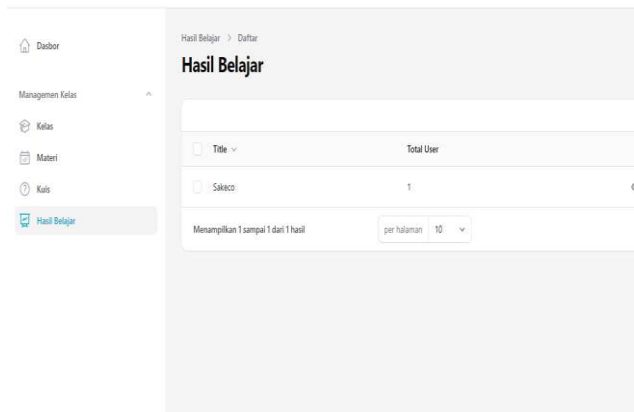 Dasbor
Managemen Kelas
Kelas
Materi
Kuis
Hasil Belajar
Hasil Belajar > Daftar
Hasil Belajar
Title Total User
Sakeco 1
Menampilkan 1 sampai 1 dari 1 hasil per halaman 10